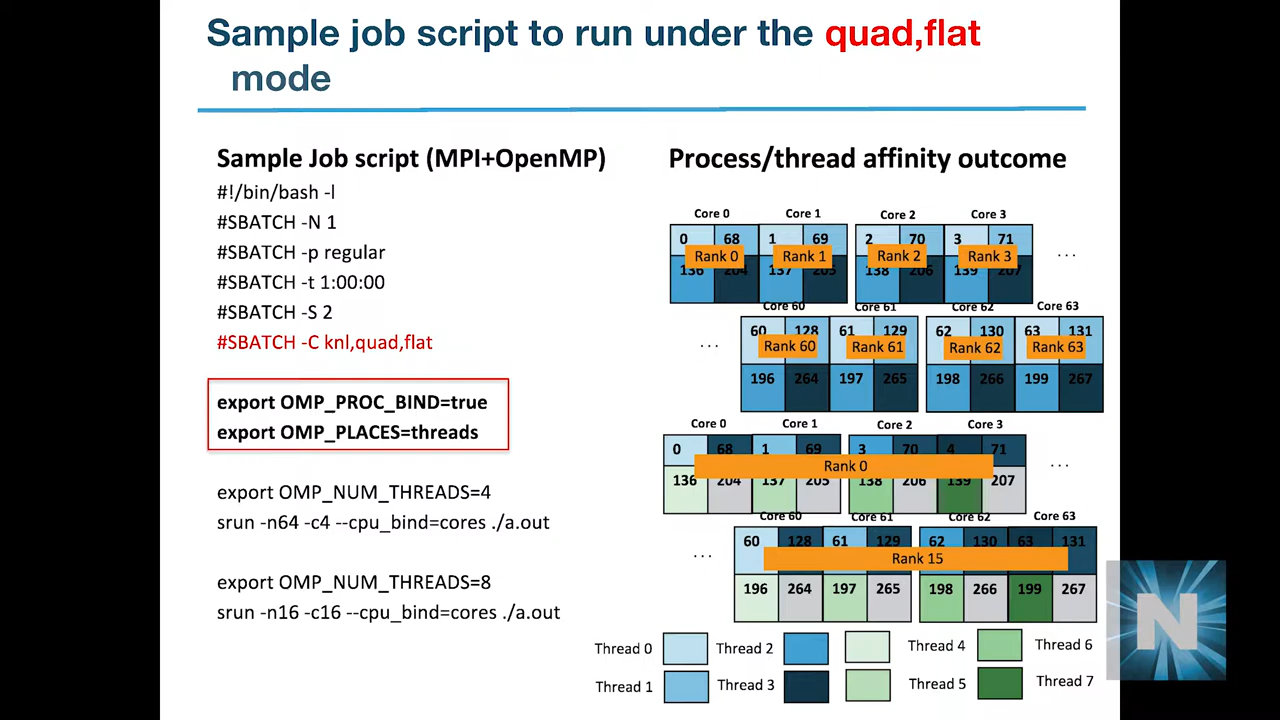 Sample job script to run under the quad,flat
mode
Sample Job script (MPI+OpenMP)
#!/bin/bash -l
#SBATCH -N 1
#SBATCH -p regular
#SBATCH -t 1:00:00
#SBATCH -S 2
#SBATCH -C knl,quad,flat
export OMP_PROC_BIND=true
export OMP_PLACES=threads
export OMP_NUM_THREADS=4
srun -n64 -c4 --cpu_bind=cores ./a.out
export OMP_NUM_THREADS=8
srun -n16 -c16 --cpu_bind=cores ./a.out
Process/thread affinity outcome
Core 0 Core 1 Core 2 Core 3
0 68 1 69 2 70 3 71
Rank 0 Rank 1 Rank 2 Rank 3 ...
136 204 137 205 138 206 139 207
Core 60 Core 61 Core 62 Core 63
60 128 61 129 62 130 63 131
... Rank 60 Rank 61 Rank 62 Rank 63
196 264 197 265 198 266 199 267
Core 0 Core 1 Core 2 Core 3
0 68 1 69 3 70 4 71
Rank 0 ...
136 204 137 205 138 206 139 207
Core 60 Core 61 Core 62 Core 63
60 128 61 129 62 130 63 131
... Rank 15
196 264 197 265 198 266 199 267
Thread 0 Thread 2 Thread 4 Thread 6
Thread 1 Thread 3 Thread 5 Thread 7
N